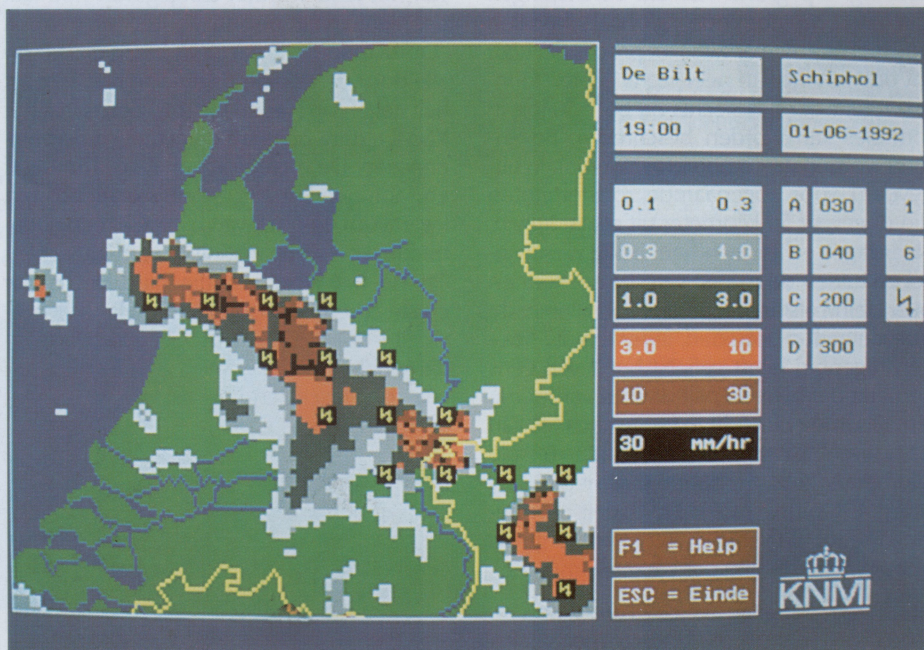 De Bilt Schiphol
19:00 01-06-1992
0.1 0.3 A 030 1
0.3 1.0 B 040 6
1.0 3.0 C 200
3.0 10 D 300
10 30
30 mm/hr
F1 = Help
ESC = Einde
KNMI